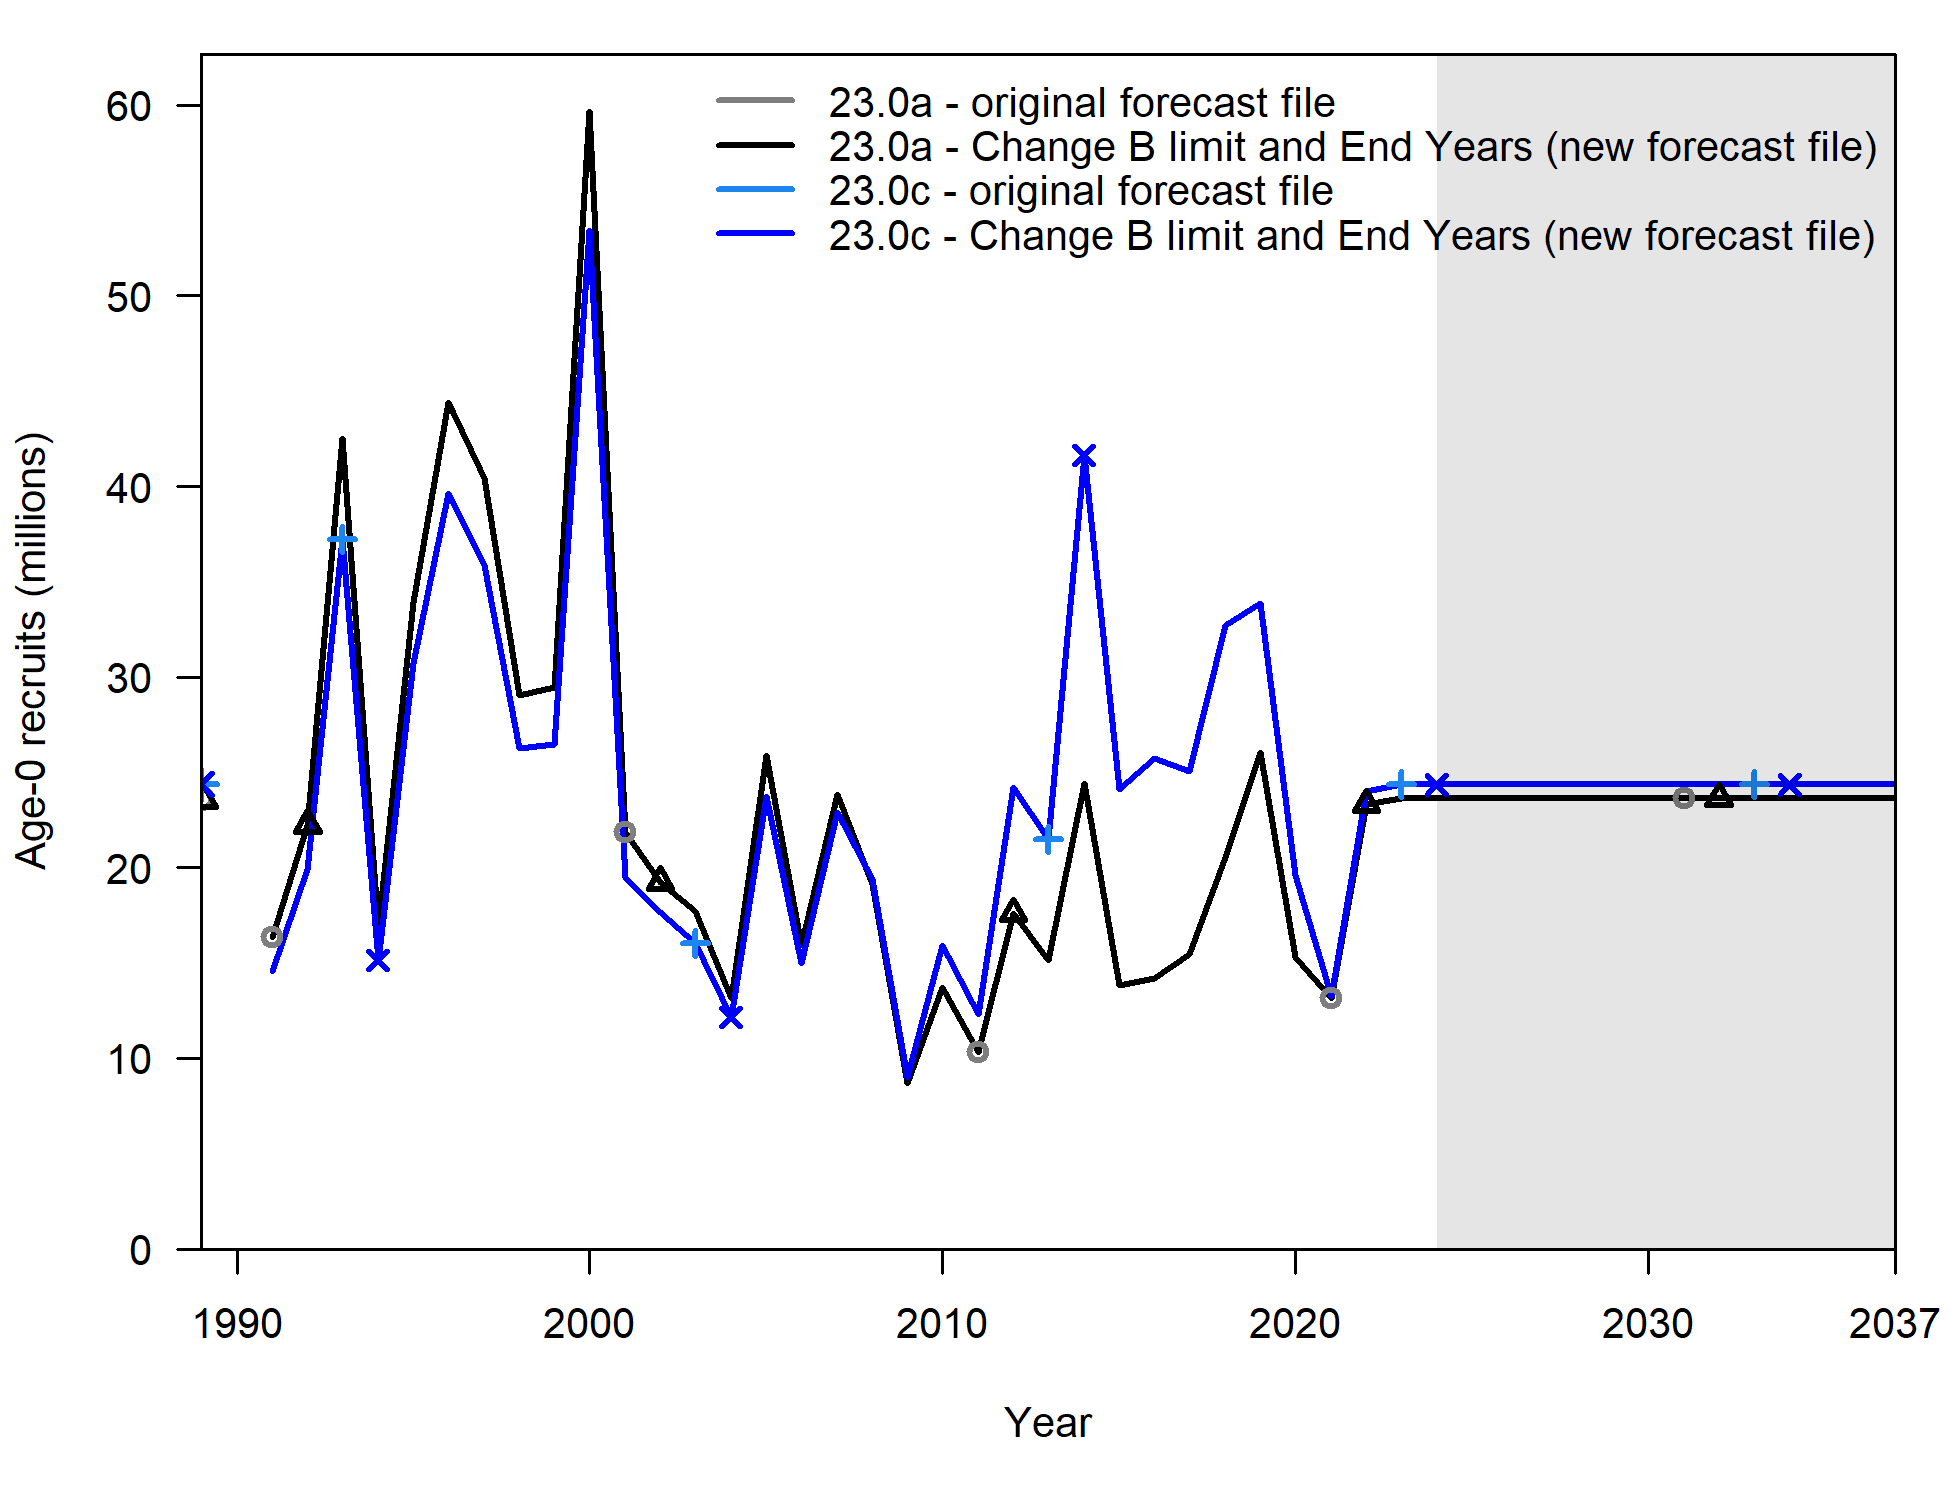 23.0a - original forecast file
23.0a - Change B limit and End Years (new forecast file)
23.0c - original forecast file
23.0c - Change B limit and End Years (new forecast file)
Age-0 recruits (millions)
60
50
40
30
20
10
0
1990 2000 2010 2020 2030 2037
Year